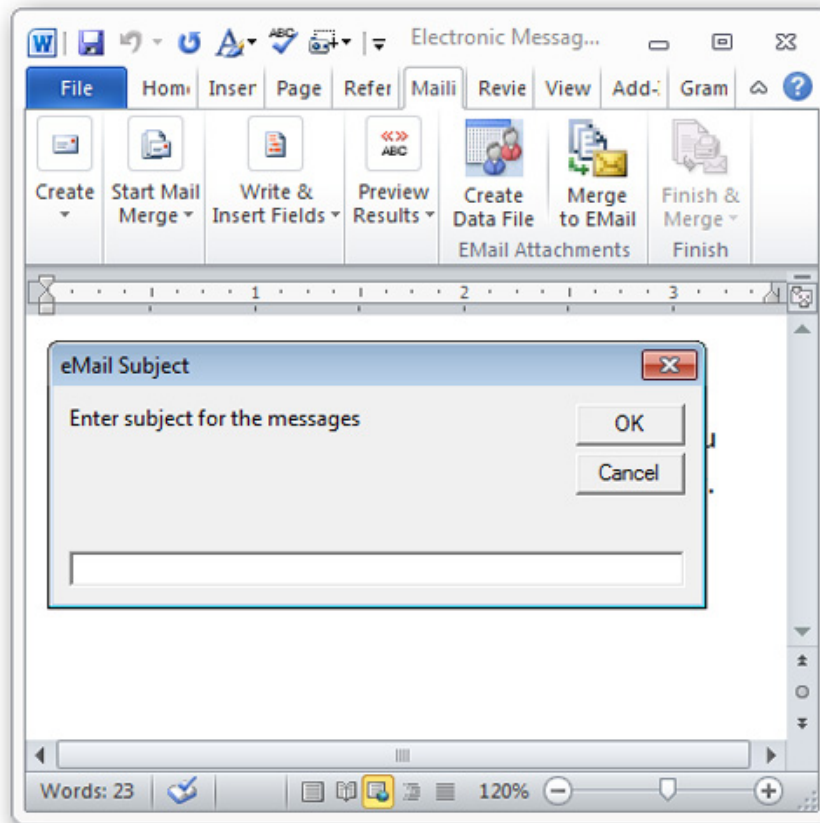 W ABC Electronic Messag...
File Hom Inser Page Refer Maili Revie View Add- Gram ?
ABC
Create Start Mail Merge Write & Insert Fields Preview Results Create Data File Merge to EMail Finish & Merge
EMail Attachments Finish
1 2 3
eMail Subject
Enter subject for the messages
OK
u
Cancel
.
Words: 23 120%